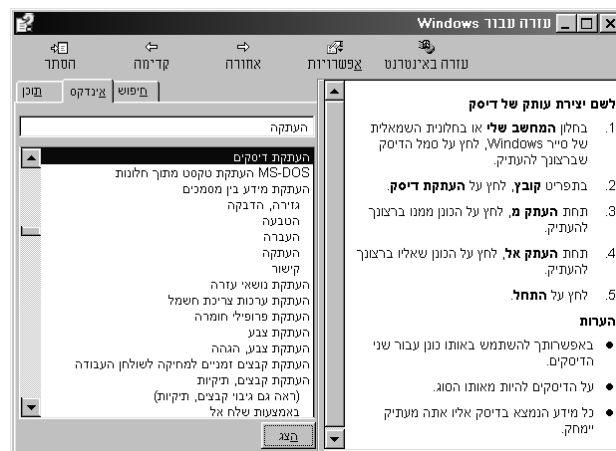 עזרה עבור Windows
הסתר
קדימה
אחורה
אפשרויות
עזרה באינטרנט
תוכן
אינדקס
חיפוש
העתקה
העתקת דיסקים
העתקת טקסט מתוך חלונות MS-DOS
העתקת מידע בין מסמכים
גזירה, הדבקה
הטבעה
העברה
העתקה
קישור
העתקת נושאי עזרה
העתקת ערכות צריכת חשמל
העתקת פרופילי חומרה
העתקת צבע
העתקת צבע, הגהה
העתקת קבצים זמניים למחיקה לשולחן העבודה
העתקת קבצים, תיקיות
(ראה גם גיבוי קבצים, תיקיות)
באמצעות שלח אל
הצג
לשם יצירת עותק של דיסק
1. בחלון המחשב שלי או בחלונית השמאלית
של סייר Windows, לחץ על סמל הדיסק
שברצונך להעתיק.
2. בתפריט קובץ, לחץ על העתקת דיסק.
3. תחת העתק מ, לחץ על הכונן ממנו ברצונך
להעתיק.
4. תחת העתק אל, לחץ על הכונן שאליו ברצונך
להעתיק.
5. לחץ על התחל.
הערות
• באפשרותך להשתמש באותו כונן עבור שני
הדיסקים.
• על הדיסקים להיות מאותו הסוג.
• כל מידע הנמצא בדיסק אליו אתה מעתיק
יימחק.